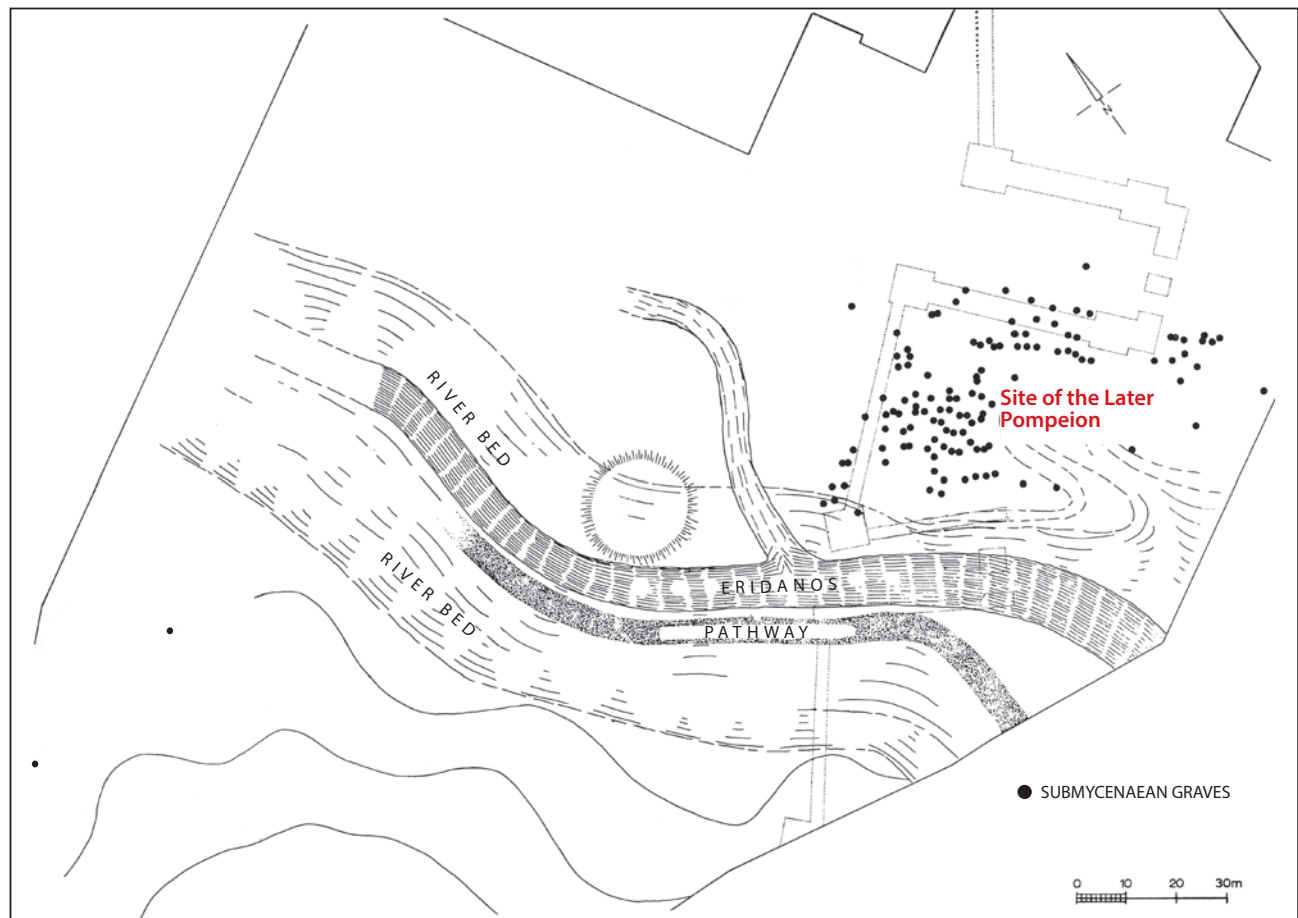 N
Site of the Later
Pompeion
RIVER BED
RIVER BED
ERIDANOS
PATHWAY
SUBMYCENAEAN GRAVES
0 10 20 30m